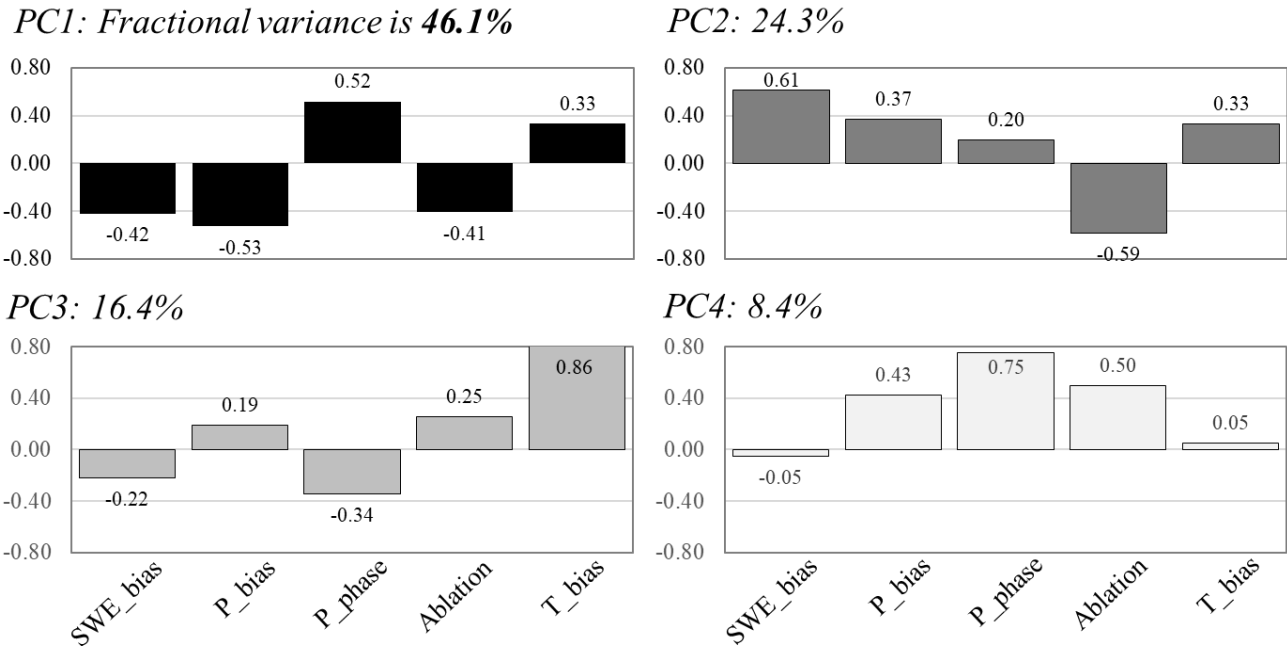 PC1: Fractional variance is 46.1%
0.80
0.40
0.00
-0.40
-0.80
-0.42
-0.53
0.52
-0.41
0.33
PC2: 24.3%
0.80
0.40
0.00
-0.40
-0.80
0.61
0.37
0.20
-0.59
0.33
PC3: 16.4%
0.80
0.40
0.00
-0.40
-0.80
-0.22
0.19
-0.34
0.25
0.86
SWE_bias
P_bias
P_phase
Ablation
T_bias
PC4: 8.4%
0.80
0.40
0.00
-0.40
-0.80
-0.05
0.43
0.75
0.50
0.05
SWE_bias
P_bias
P_phase
Ablation
T_bias